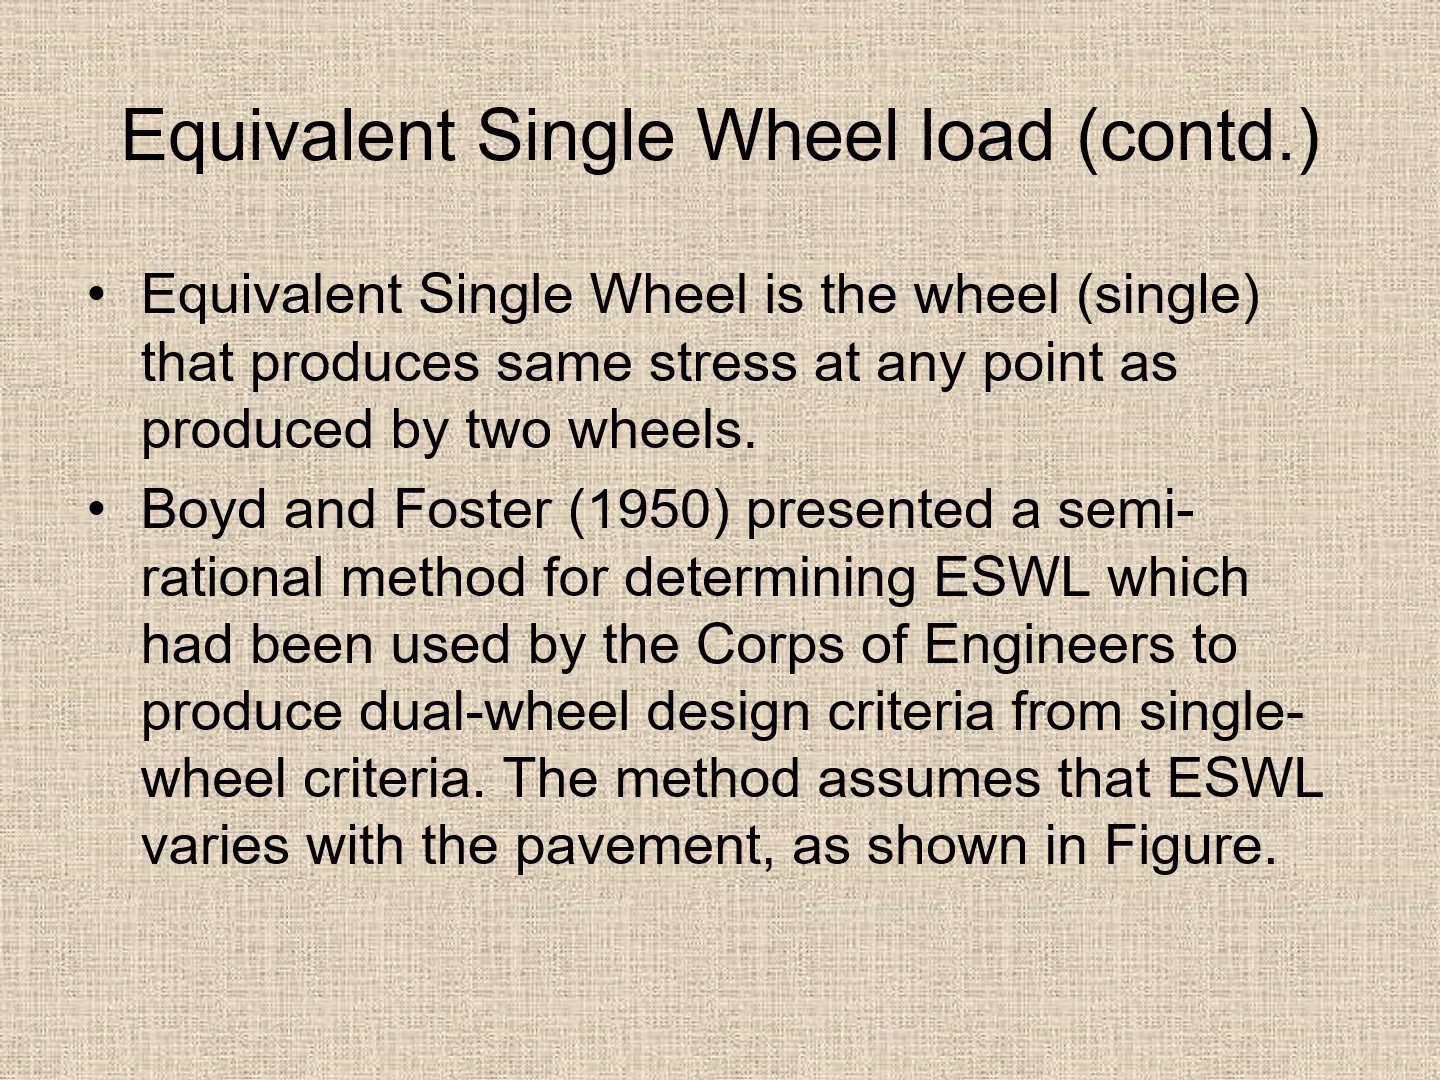 Equivalent Single Wheel load (contd.)
• Equivalent Single Wheel is the wheel (single)
that produces same stress at any point as
produced by two wheels.
• Boyd and Foster (1950) presented a semi-
rational method for determining ESWL which
had been used by the Corps of Engineers to
produce dual-wheel design criteria from single-
wheel criteria. The method assumes that ESWL
varies with the pavement, as shown in Figure.